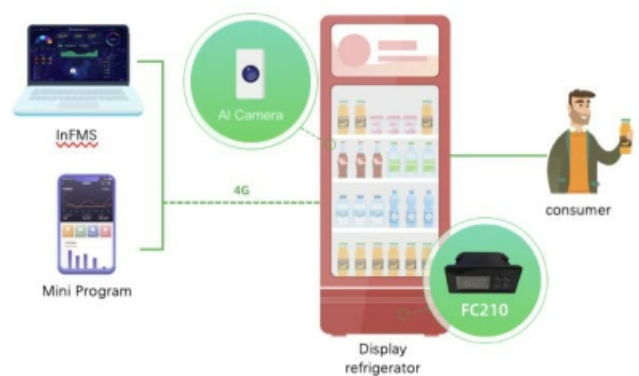 AI Camera
InFMS
4G
Mini Program
FC210
Display
refrigerator
consumer